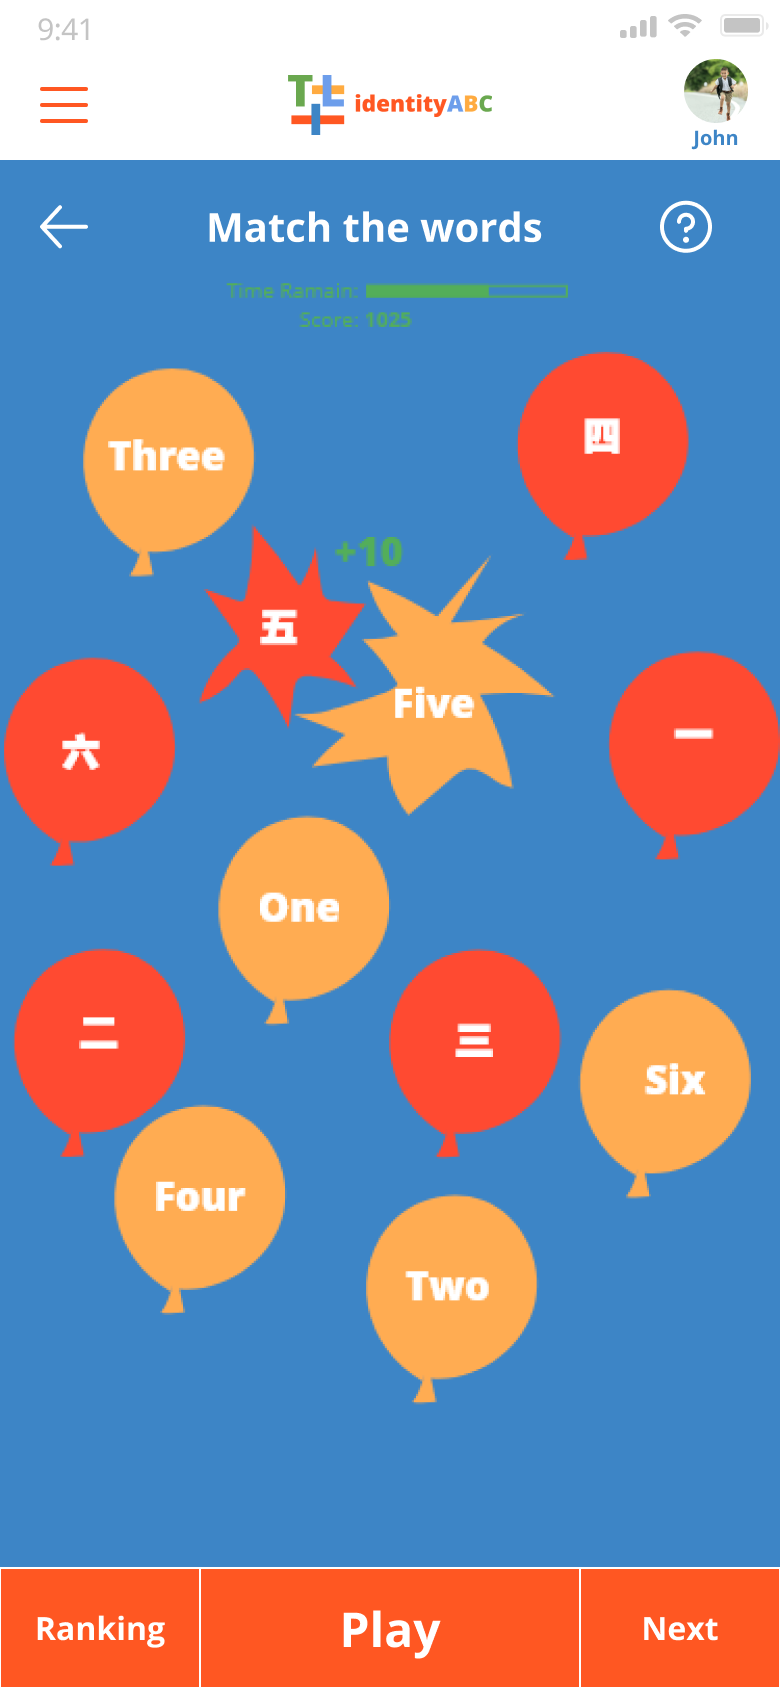 9:41
identityABC
John
Match the words
Time Ramain:
Score: 1025
Three
四
+10
五
Five
六
一
One
二
三
Six
Four
Two
Ranking
Play
Next